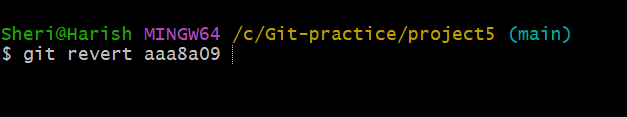 Sheri@Harish MINGW64 /c/Git-practice/project5 (main)
$ git revert aaa8a09